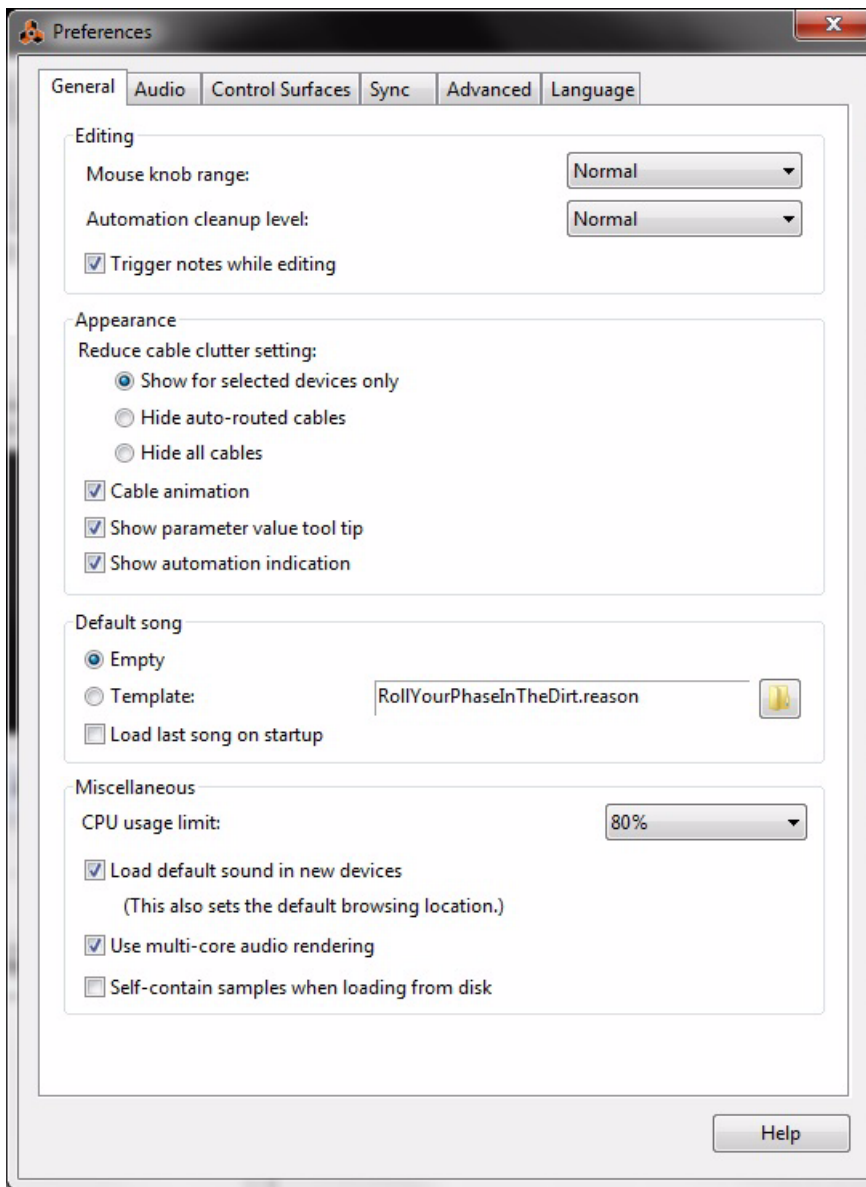 Preferences
General Audio Control Surfaces Sync Advanced Language
Editing
Mouse knob range: Normal
Automation cleanup level: Normal
Trigger notes while editing
Appearance
Reduce cable clutter setting:
Show for selected devices only
Hide auto-routed cables
Hide all cables
Cable animation
Show parameter value tool tip
Show automation indication
Default song
Empty
Template: RollYourPhaseInTheDirt.reason
Load last song on startup
Miscellaneous
CPU usage limit: 80%
Load default sound in new devices
(This also sets the default browsing location.)
Use multi-core audio rendering
Self-contain samples when loading from disk
Help